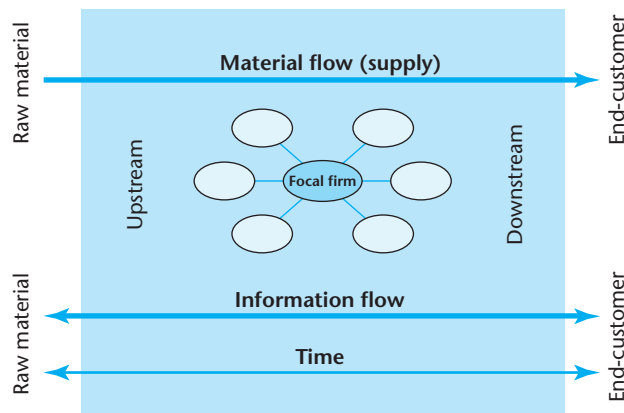 Raw material
Material flow (supply)
End-customer
Upstream
Focal firm
Downstream
Raw material
Information flow
End-customer
Raw material
Time
End-customer